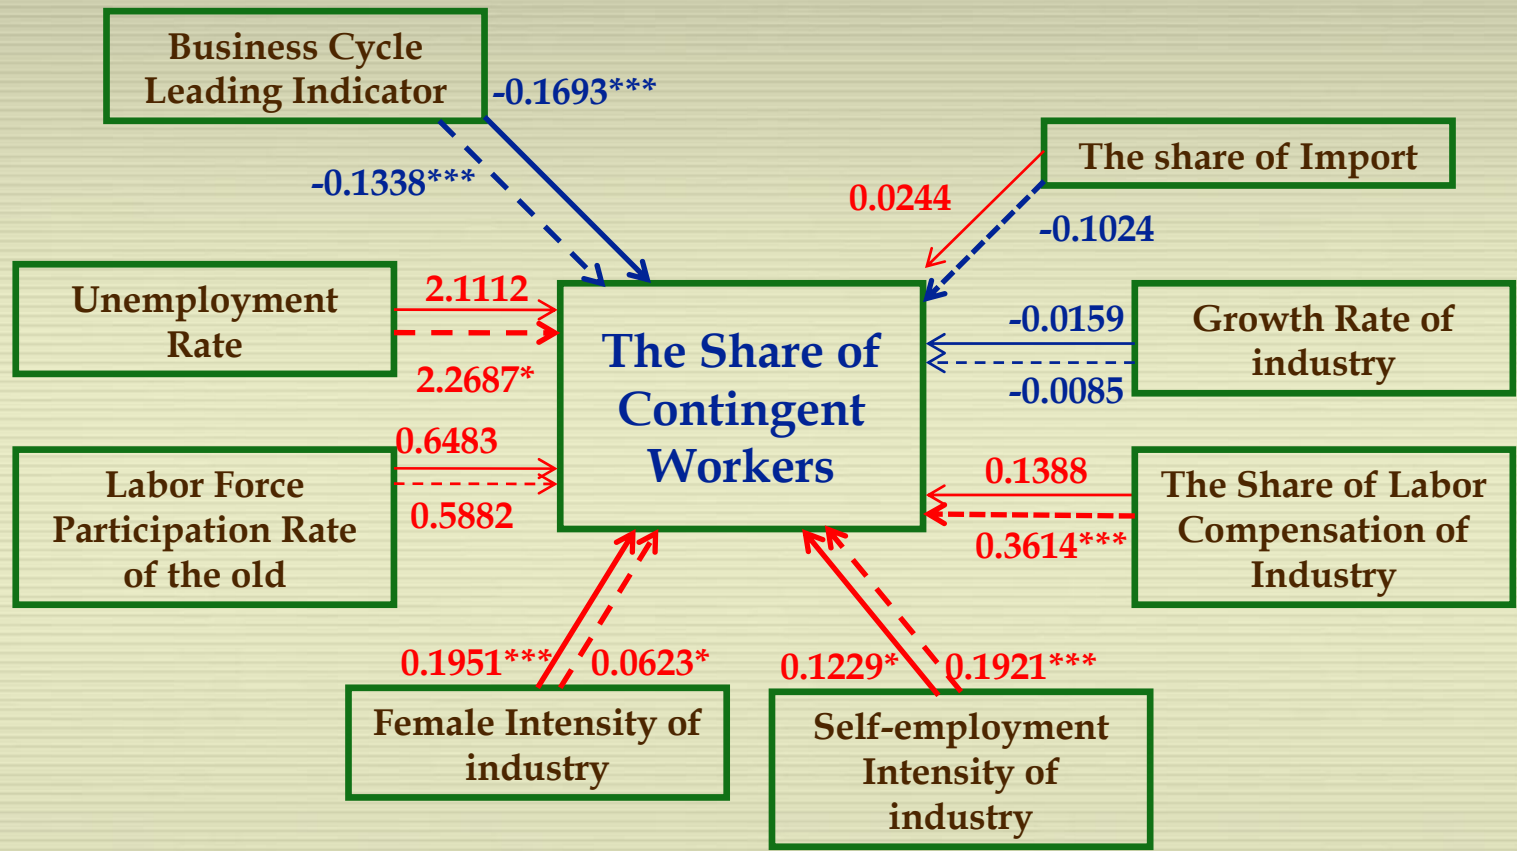 Business Cycle
Leading Indicator
-0.1693***
-0.1338***
The share of Import
0.0244
-0.1024
Unemployment
Rate
2.1112
2.2687*
The Share of
Contingent
Workers
-0.0159
-0.0085
Growth Rate of
industry
Labor Force
Participation Rate
of the old
0.6483
0.5882
0.1388
0.3614***
The Share of Labor
Compensation of
Industry
0.1951***
0.0623*
Female Intensity of
industry
0.1229*
0.1921***
Self-employment
Intensity of
industry